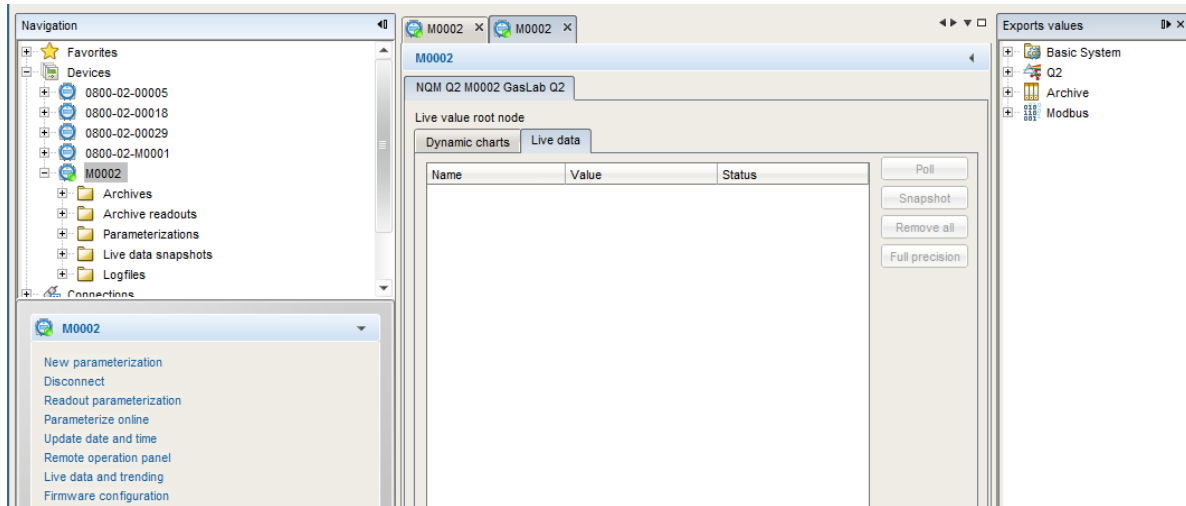 Navigation
Favorites
Devices
0800-02-00005
0800-02-00018
0800-02-00029
0800-02-M0001
M0002
Archives
Archive readouts
Parameterizations
Live data snapshots
Logfiles
Connections
M0002
New parameterization
Disconnect
Readout parameterization
Parameterize online
Update date and time
Remote operation panel
Live data and trending
Firmware configuration
M0002 M0002
M0002
NQM Q2 M0002 GasLab Q2
Live value root node
Dynamic charts Live data
Name Value Status
Poll
Snapshot
Remove all
Full precision
Exports values
Basic System
Q2
Archive
Modbus